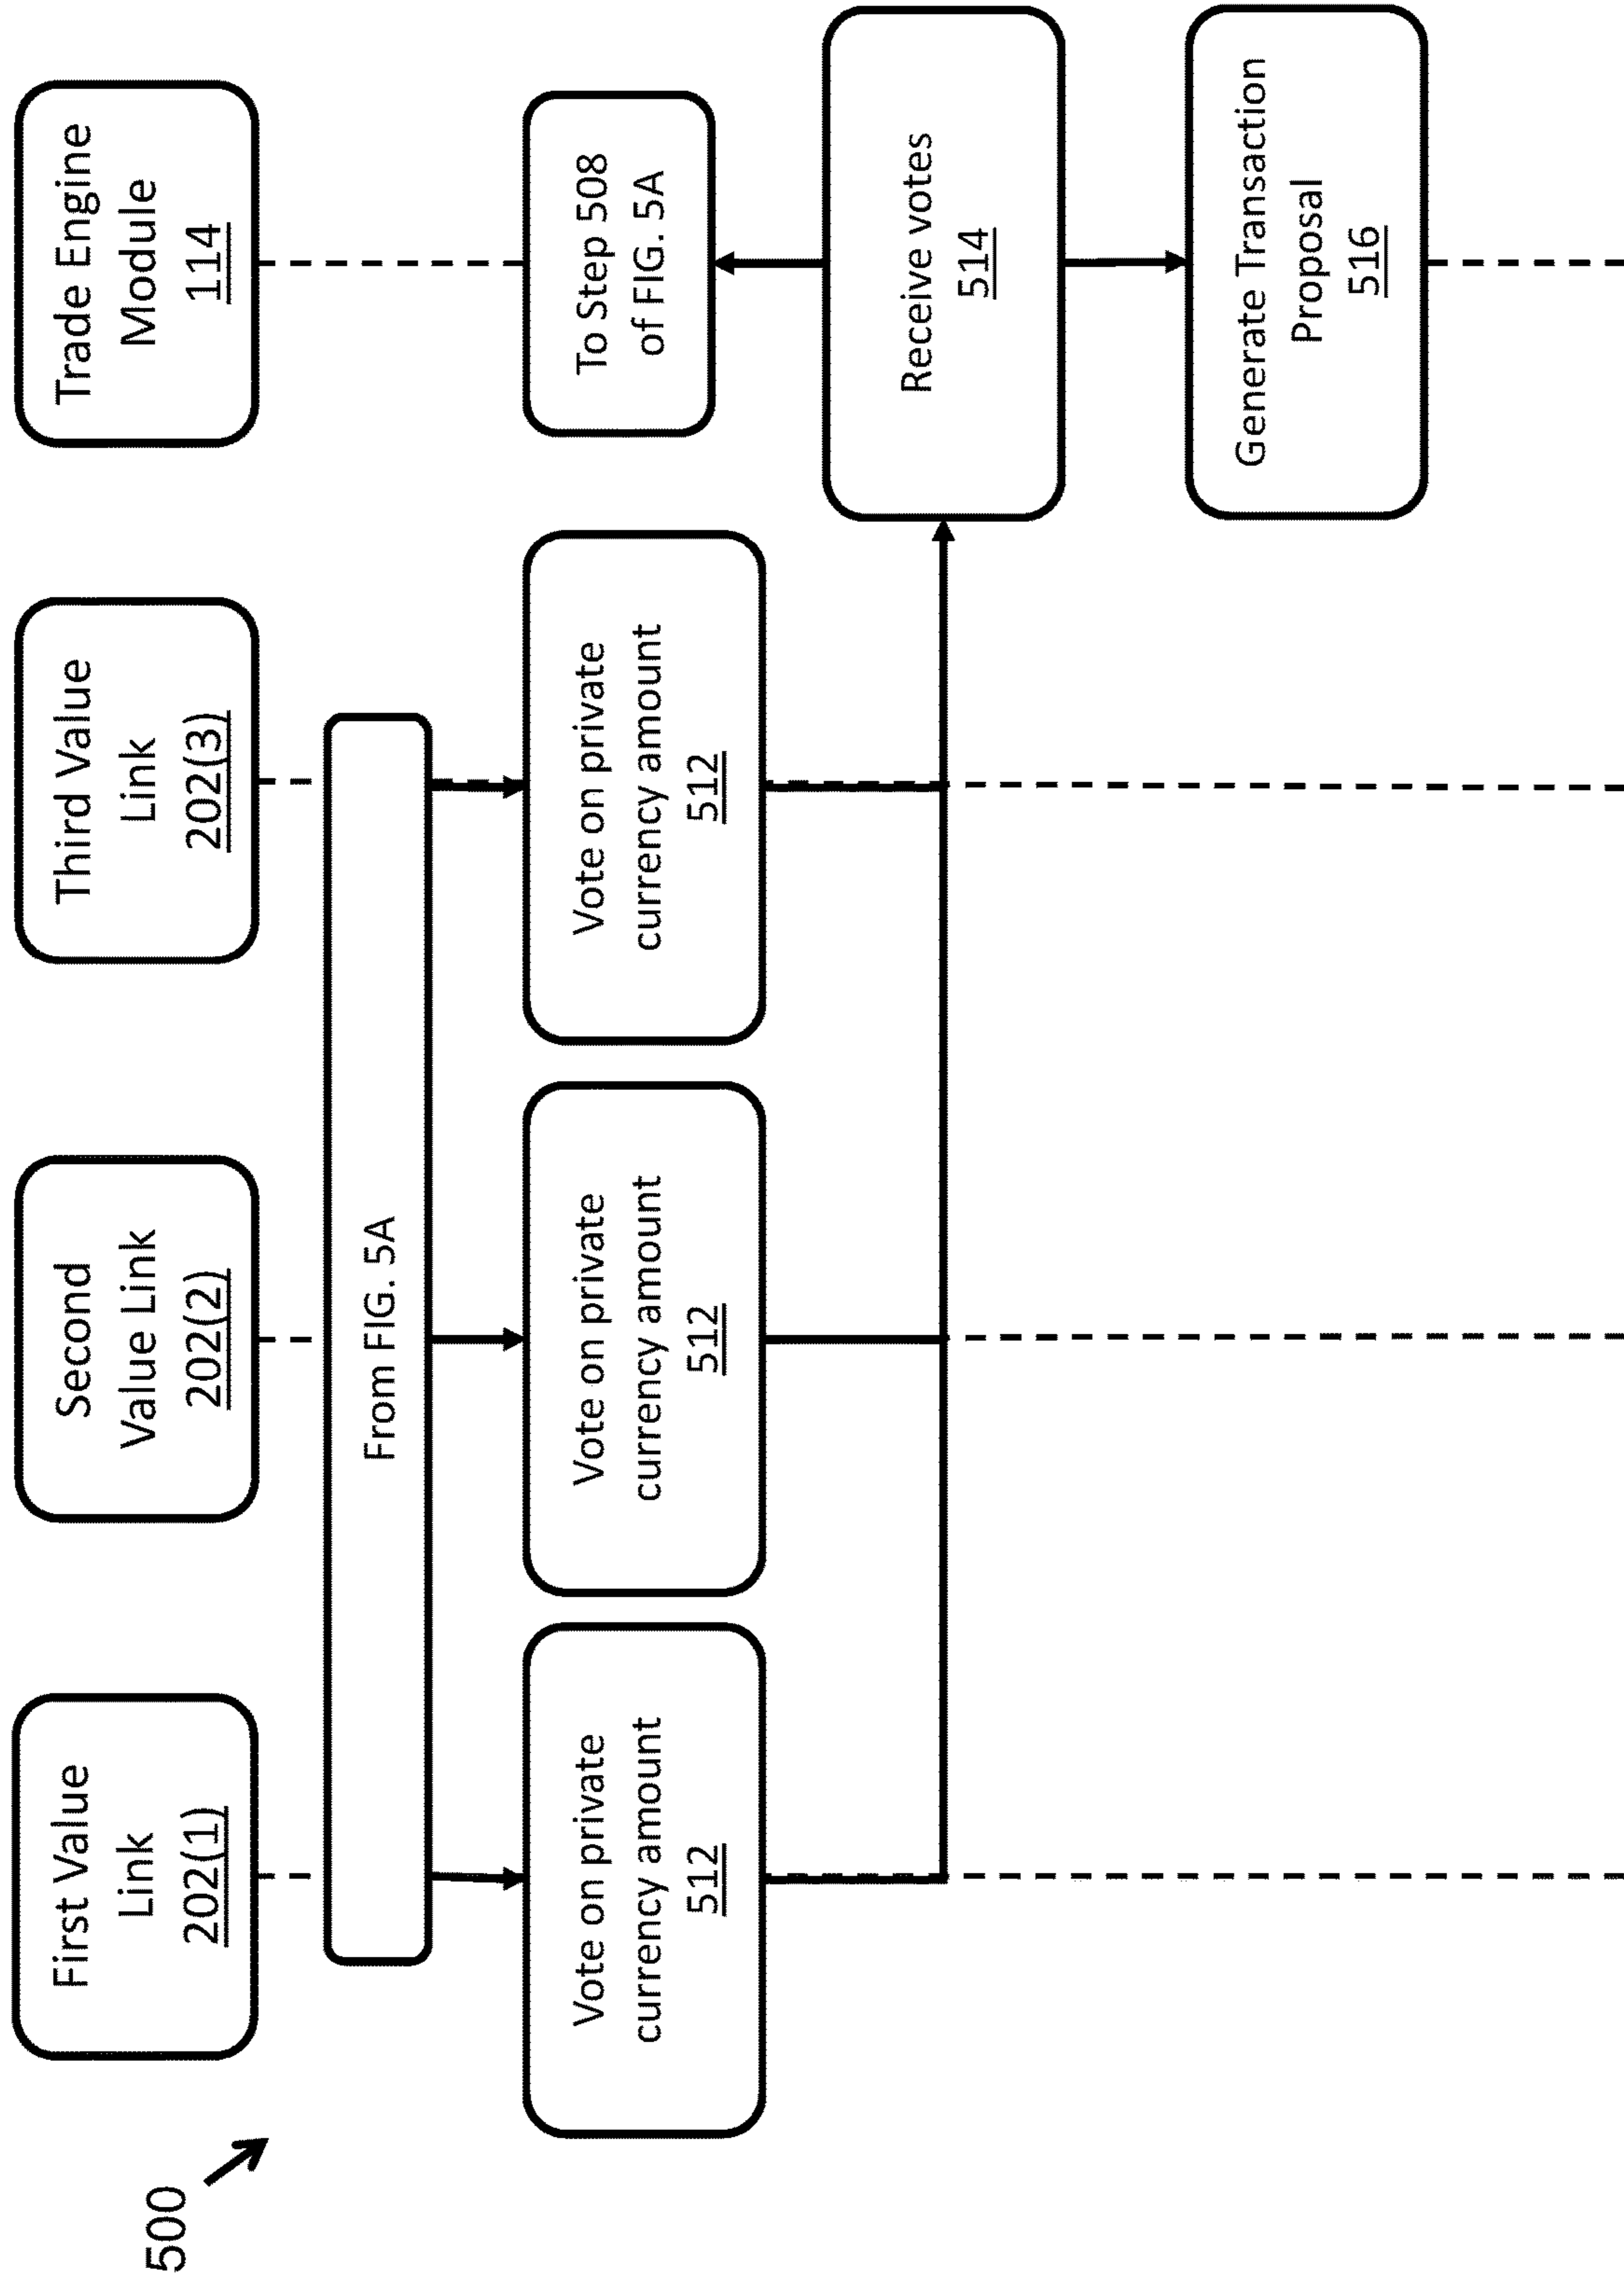 500
First Value
Link
202(1)
Second
Value Link
202(2)
Third Value
Link
202(3)
Trade Engine
Module
114
From FIG. 5A
Vote on private
currency amount
512
Vote on private
currency amount
512
Vote on private
currency amount
512
To Step 508
of FIG. 5A
Receive votes
514
Generate Transaction
Proposal
516